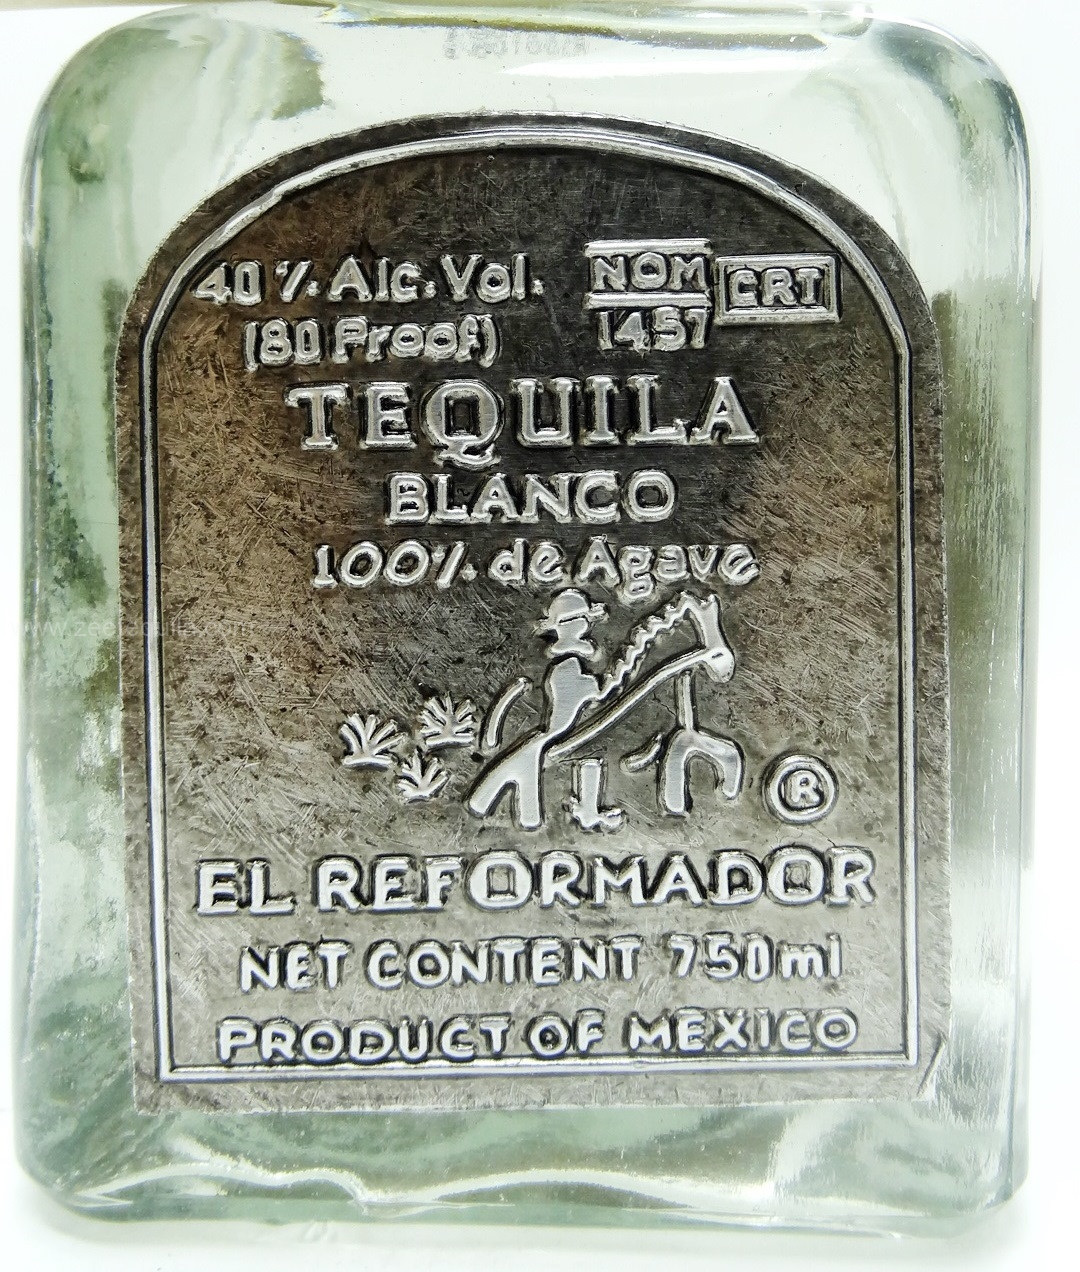 40% Alc. Vol.
(80 Proof)
NOM
1457
CRT
TEQUILA
BLANCO
100% de Agave
®
EL REFORMADOR
NET CONTENT 750ml
PRODUCT OF MEXICO